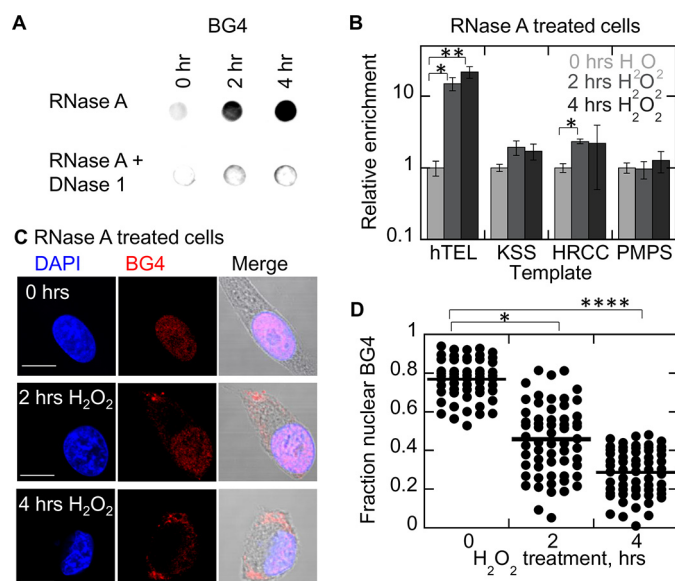 A
BG4
0 hr
2 hr
4 hr
RNase A
RNase A +
DNase 1
B
RNase A treated cells
Relative enrichment
10
1
0.1
* **
*
0 hrs H2O2
2 hrs H2O2
4 hrs H2O2
hTEL KSS HRCC PMPS
Template
C RNase A treated cells
DAPI BG4 Merge
0 hrs
2 hrs H2O2
4 hrs H2O2
D
****
*
Fraction nuclear BG4
1
0.8
0.6
0.4
0.2
0
0 2 4
H2O2 treatment, hrs